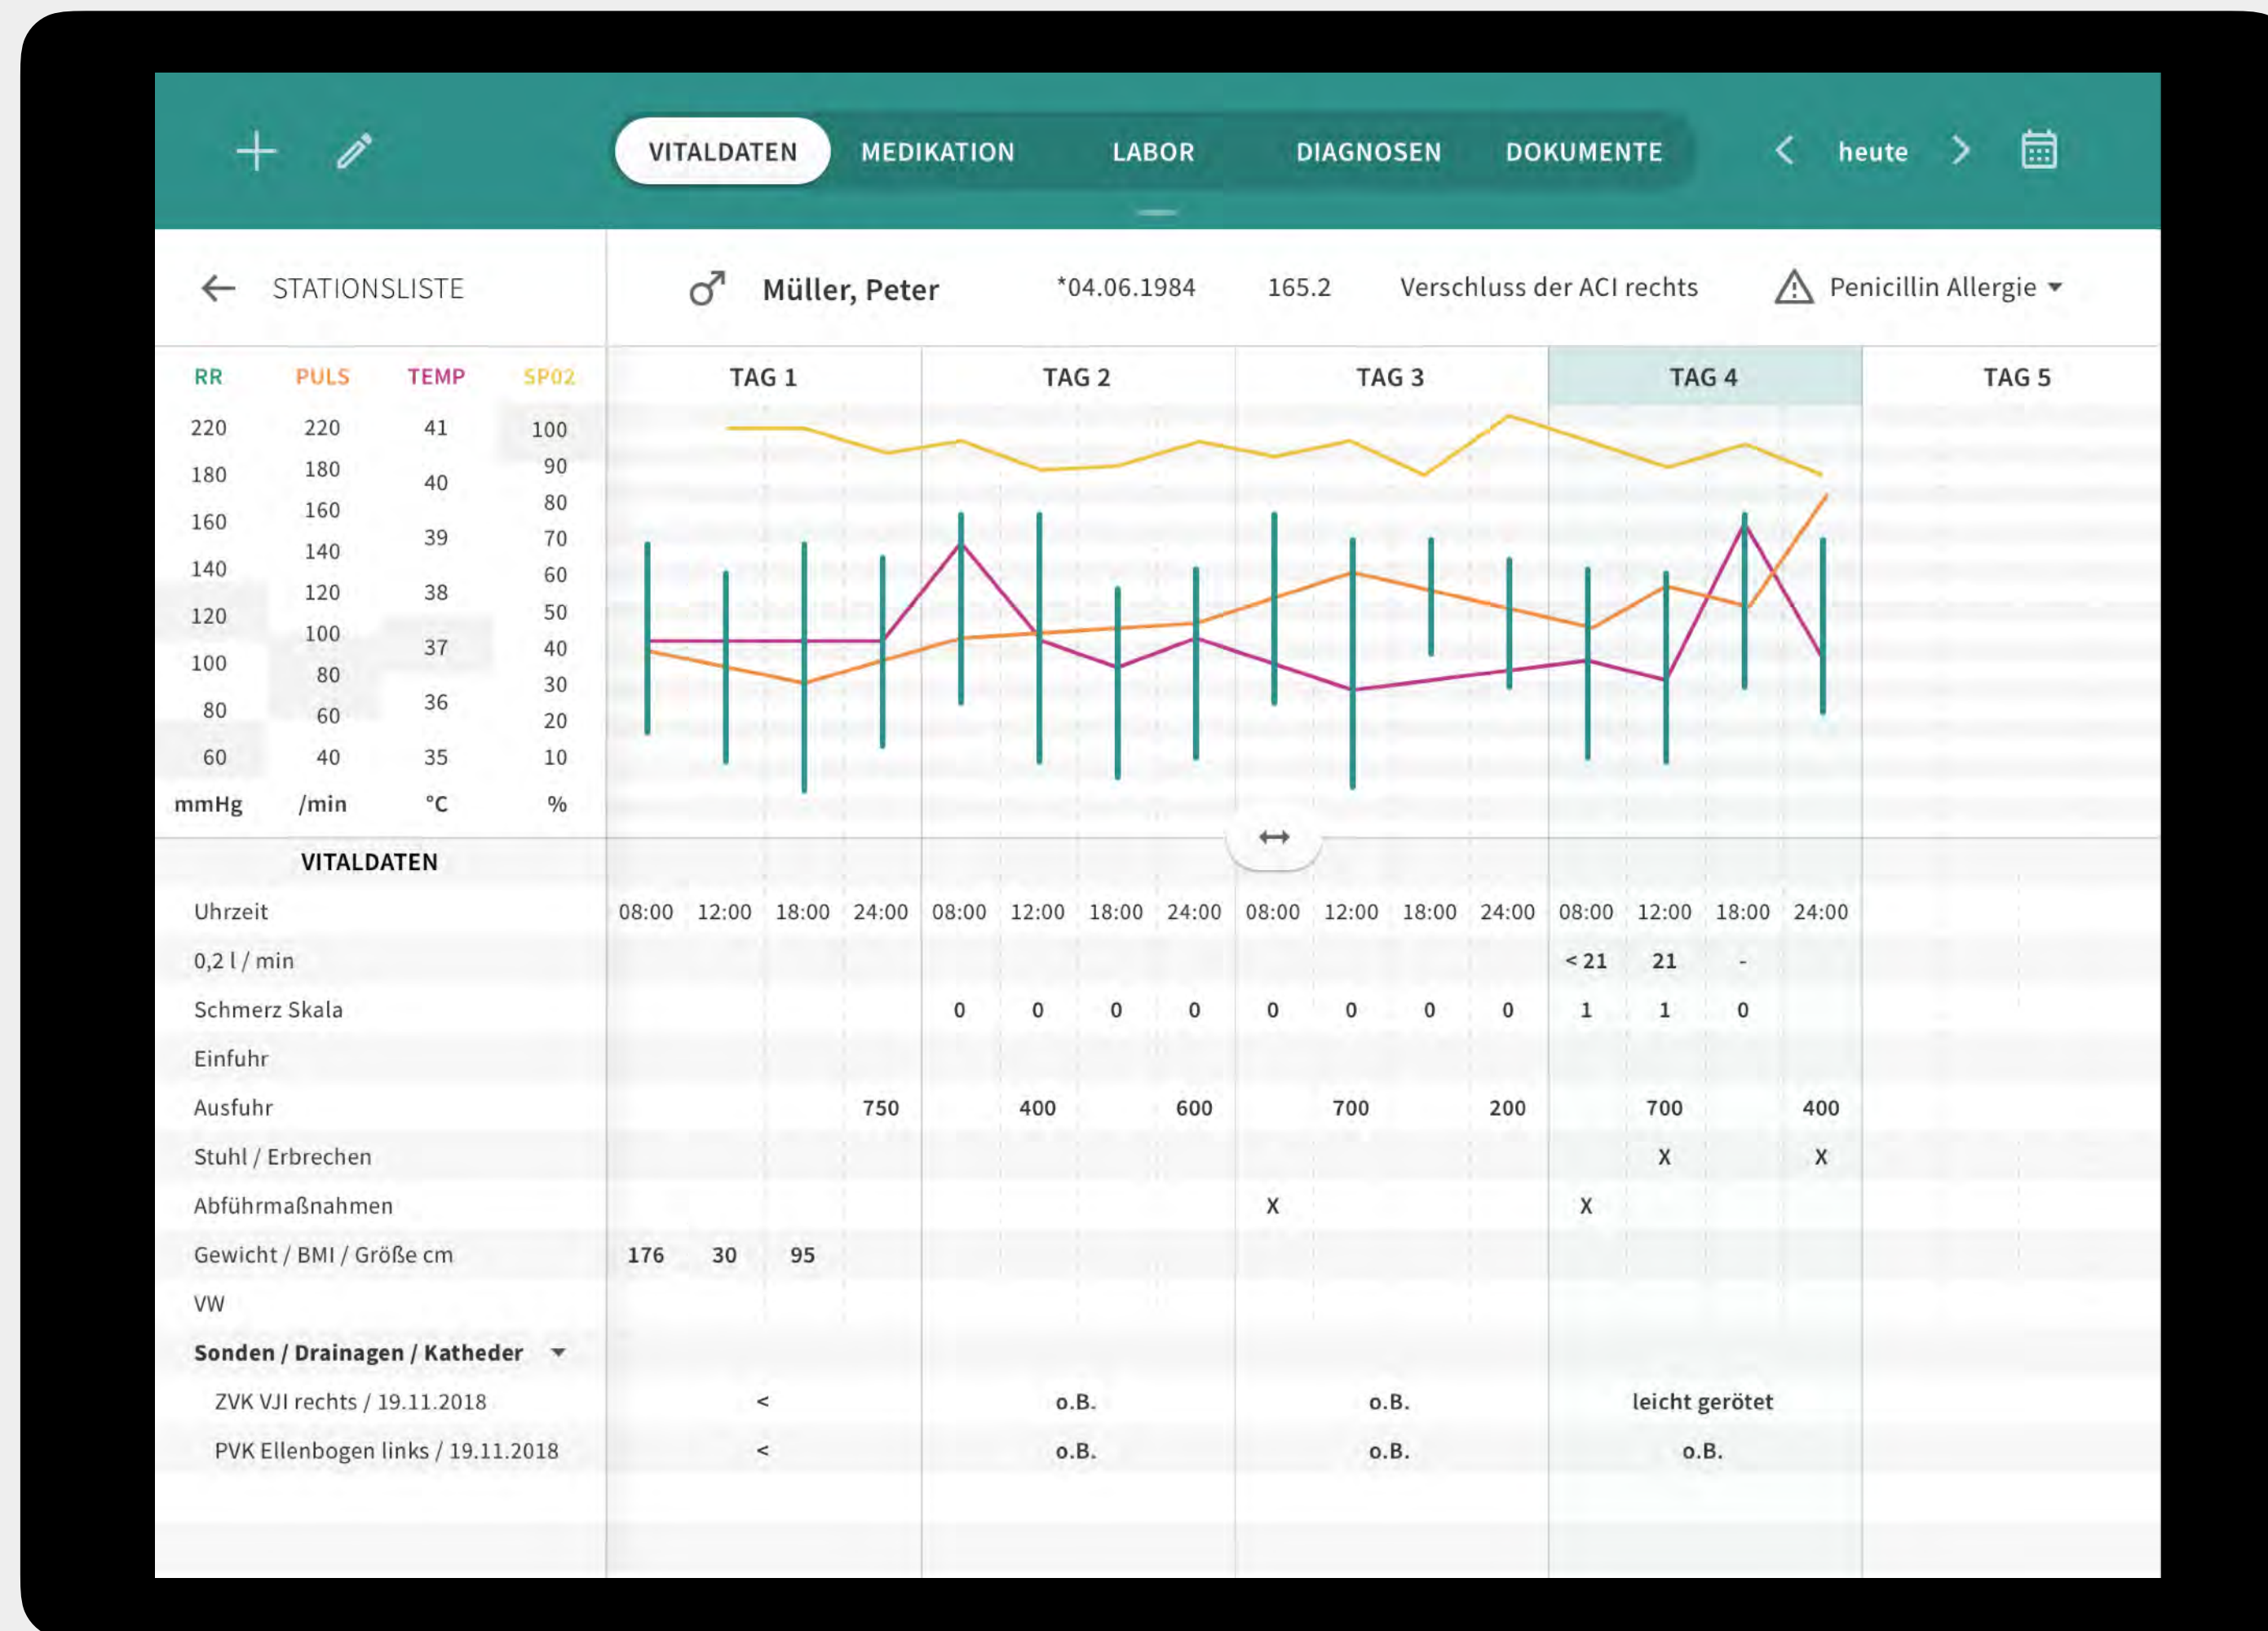 VITALDATEN MEDIKATION LABOR DIAGNOSEN DOKUMENTE heute
STATIONSLISTE Müller, Peter *04.06.1984 165.2 Verschluss der ACI rechts Penicillin Allergie
RR PULS TEMP SP02 TAG 1 TAG 2 TAG 3 TAG 4 TAG 5
220 220 41 100
180 180 40 90
160 160 39 80
140 140 38 70
120 120 37 60
100 100 36 50
80 80 35 40
60 60 30
40 20
10
mmHg /min °C %
VITALDATEN
Uhrzeit 08:00 12:00 18:00 24:00 08:00 12:00 18:00 24:00 08:00 12:00 18:00 24:00 08:00 12:00 18:00 24:00
0,2 l / min < 21 21 -
Schmerz Skala 0 0 0 0 0 0 0 0 1 1 0
Einfuhr
Ausfuhr 750 400 600 700 200 700 400
Stuhl / Erbrechen X X
Abführmaßnahmen X X
Gewicht / BMI / Größe cm 176 30 95
VW
Sonden / Drainagen / Katheder
ZVK VJI rechts / 19.11.2018 < o.B. o.B. leicht gerötet
PVK Ellenbogen links / 19.11.2018 < o.B. o.B. o.B.